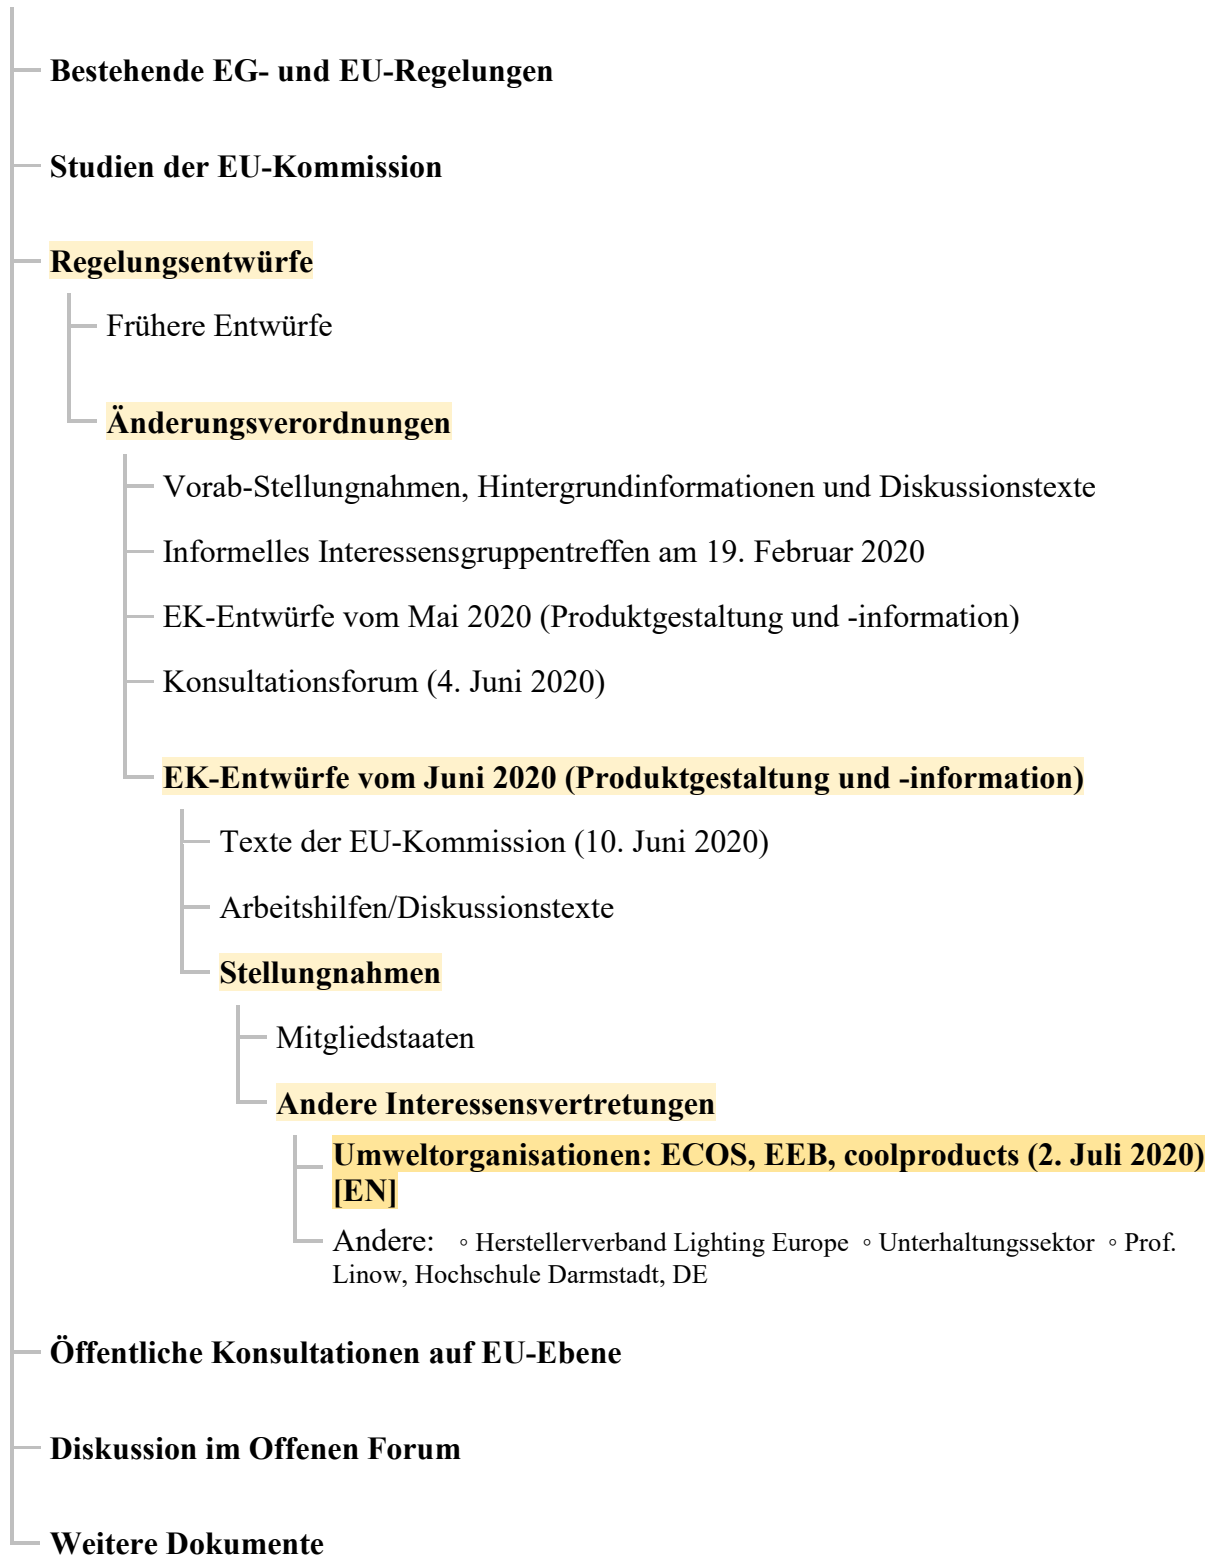 Bestehende EG- und EU-Regelungen
Studien der EU-Kommission
Regelungsentwürfe
Frühere Entwürfe
Änderungsverordnungen
Vorab-Stellungnahmen, Hintergrundinformationen und Diskussionstexte
Informelles Interessensgruppentreffen am 19. Februar 2020
EK-Entwürfe vom Mai 2020 (Produktgestaltung und -information)
Konsultationsforum (4. Juni 2020)
EK-Entwürfe vom Juni 2020 (Produktgestaltung und -information)
Texte der EU-Kommission (10. Juni 2020)
Arbeitshilfen/Diskussionstexte
Stellungnahmen
Mitgliedstaaten
Andere Interessensvertretungen
Umweltorganisationen: ECOS, EEB, coolproducts (2. Juli 2020)
[EN]
Andere: ◦ Herstellerverband Lighting Europe ◦ Unterhaltungssektor ◦ Prof.
Linow, Hochschule Darmstadt, DE
Öffentliche Konsultationen auf EU-Ebene
Diskussion im Offenen Forum
Weitere Dokumente